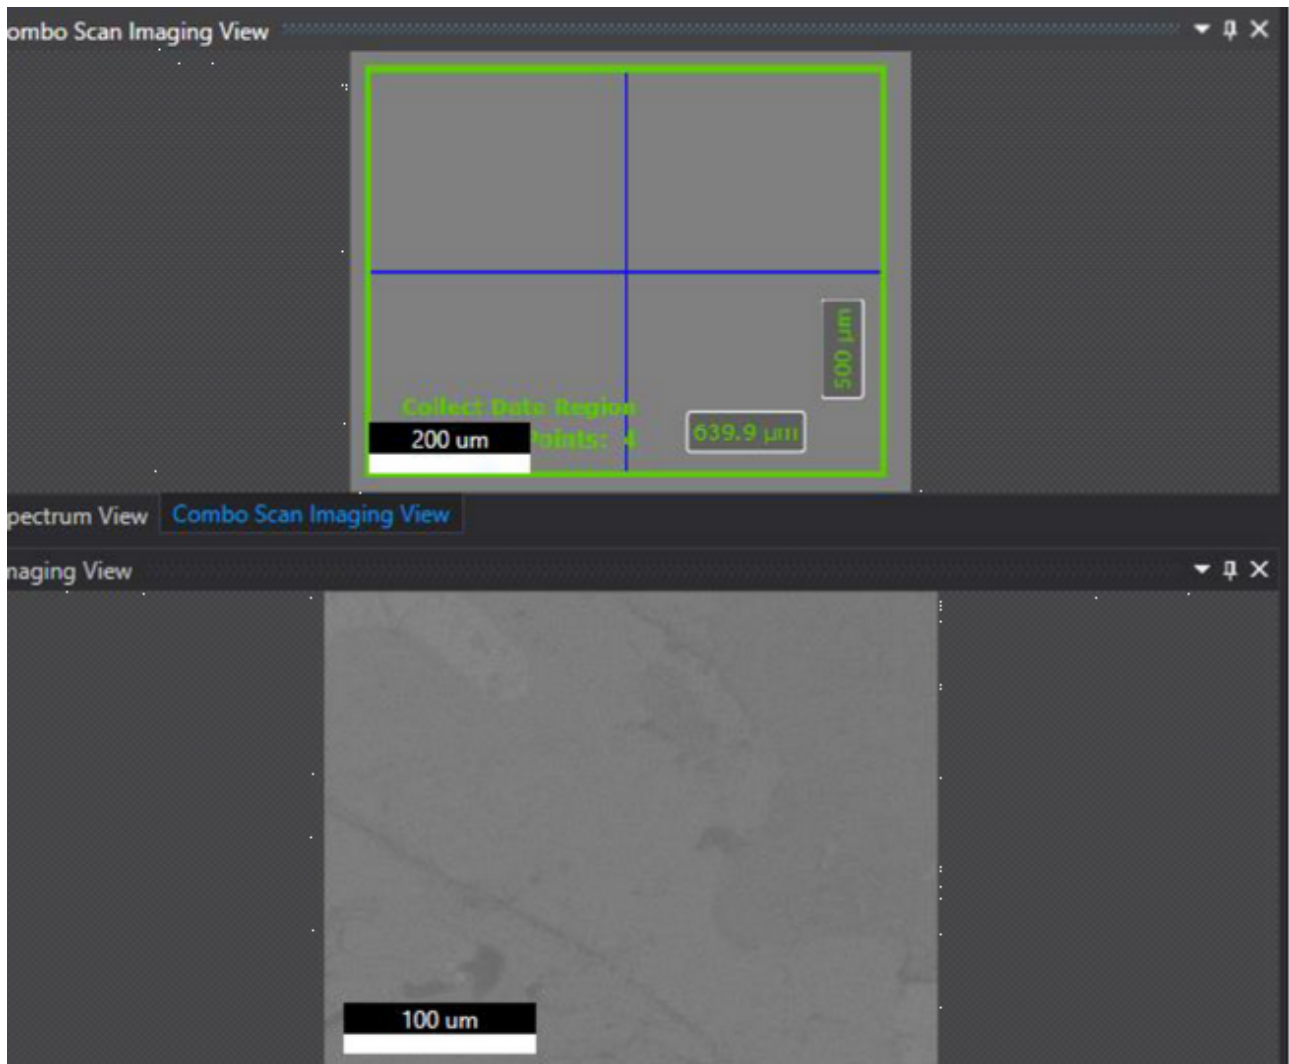 ombo Scan Imaging View
500 µm
Collect Data Region
200 um
Points: 4
639.9 µm
pectrum View
Combo Scan Imaging View
naging View
100 um